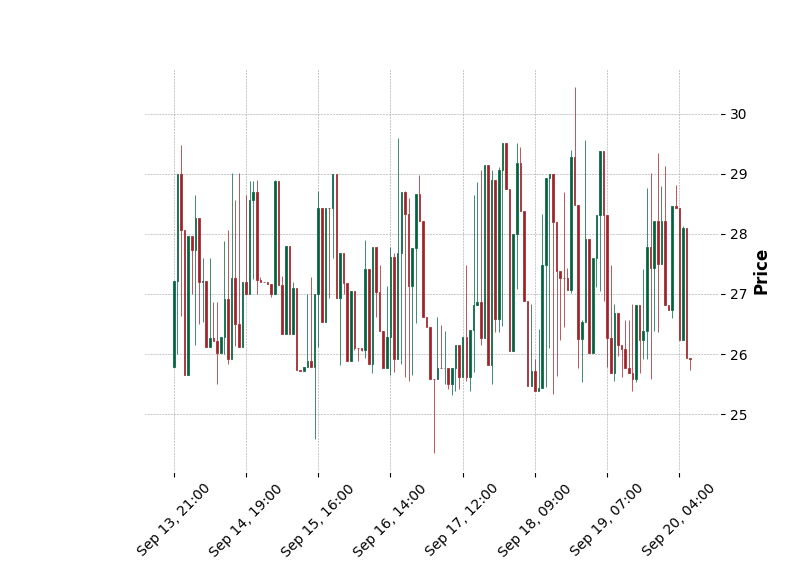 30
29
28
27
26
25
Price
Sep 13, 21:00
Sep 14, 19:00
Sep 15, 16:00
Sep 16, 14:00
Sep 17, 12:00
Sep 18, 09:00
Sep 19, 07:00
Sep 20, 04:00